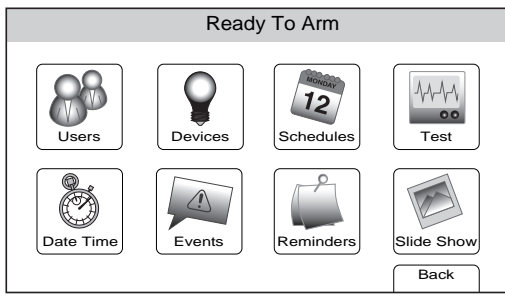 Ready To Arm
MONDAY
12
Users
Devices
Schedules
Test
Date Time
Events
Reminders
Slide Show
Back